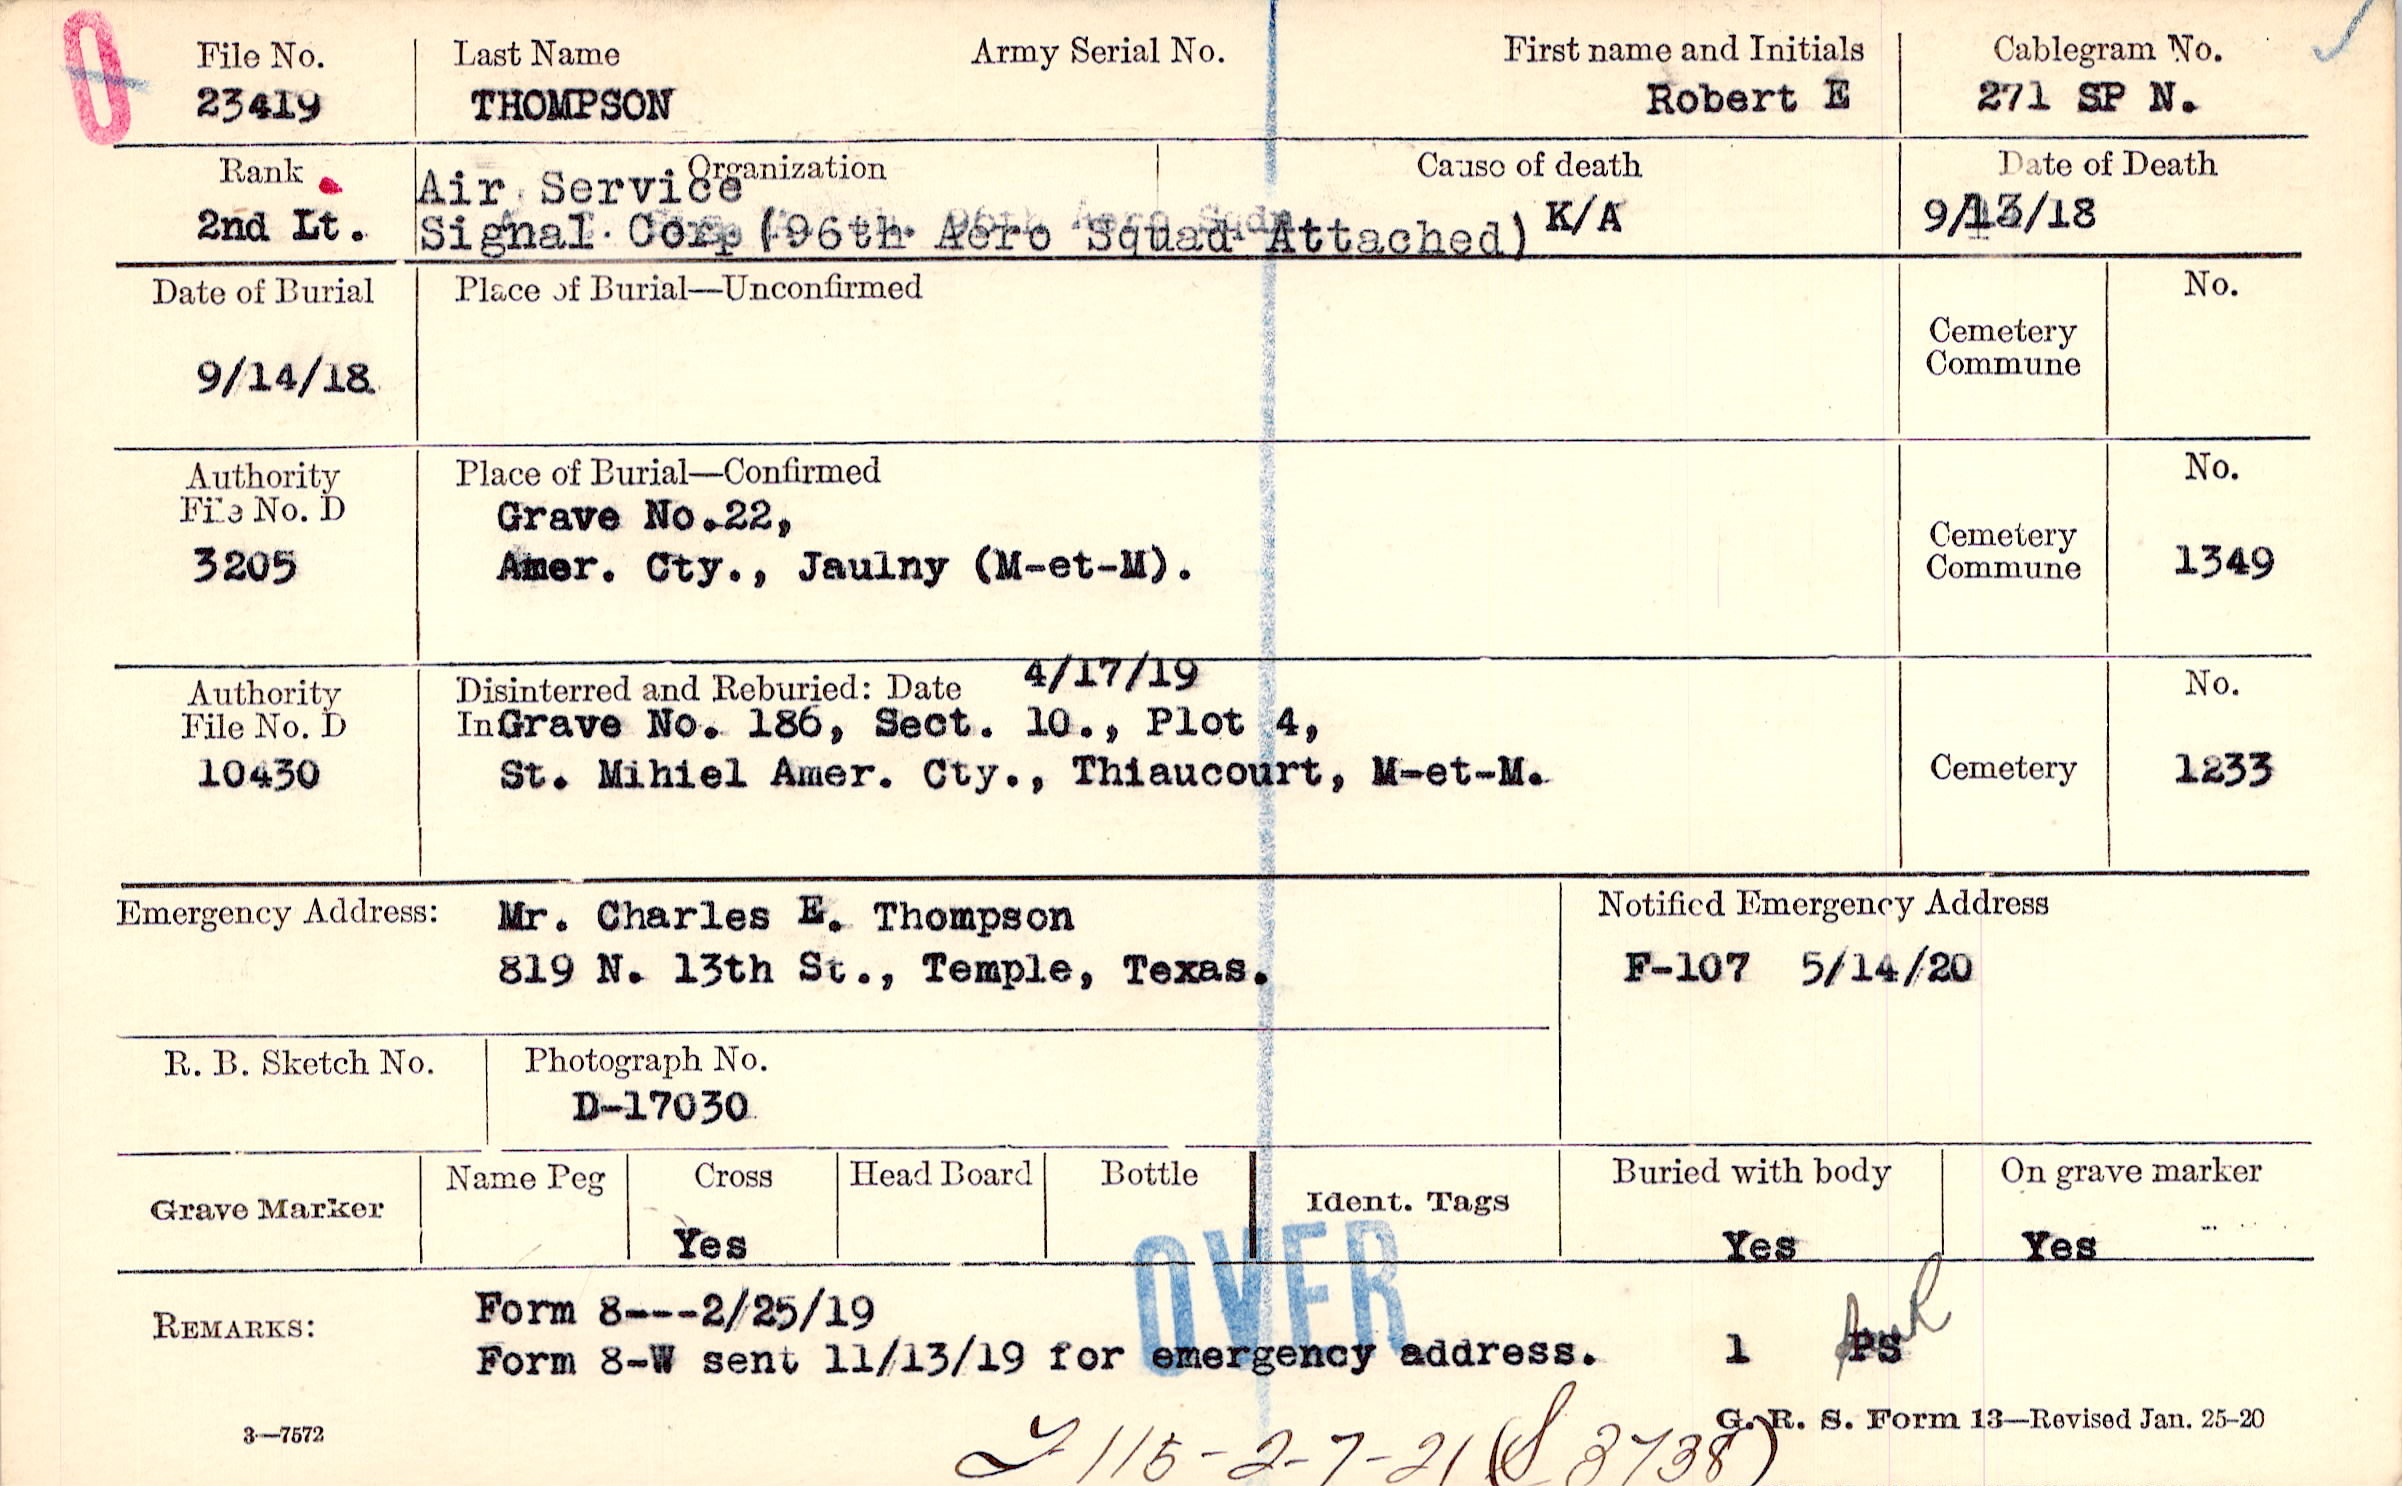 0
File No. Last Name Army Serial No. First name and Initials Cablegram No.
23419 THOMPSON Robert E 271 SP N.
Rank Organization Cause of death Date of Death
Air Service
2nd Lt. Signal Corp (96th Aero Squad Attached) K/A 9/13/18
Date of Burial Place of Burial—Unconfirmed No.
Cemetery
Commune
9/14/18
Authority Place of Burial—Confirmed No.
File No. D Grave No.22,
Cemetery
3205 Amer. Cty., Jaulny (M-et-M). Commune 1349
Authority Disinterred and Reburied: Date 4/17/19 No.
File No. D In Grave No. 186, Sect. 10., Plot 4,
10430 St. Mihiel Amer. Cty., Thiaucourt, M-et-M. Cemetery 1233
Emergency Address: Mr. Charles E. Thompson Notified Emergency Address
819 N. 13th St., Temple, Texas. F-107 5/14/20
R. B. Sketch No. Photograph No.
D-17030
Grave Marker Name Peg Cross Head Board Bottle Ident. Tags Buried with body On grave marker
Yes Yes Yes
OVER
REMARKS: Form 8---2/25/19
Form 8-W sent 11/13/19 for emergency address. 1 PS
3—7572 G. R. S. Form 13—Revised Jan. 25-20
115-2-7-21 ( 3738)